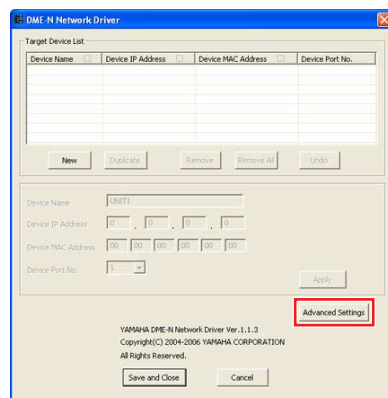 DME-N Network Driver
Target Device List
Device Name Device IP Address Device MAC Address Device Port No.
New Duplicate Remove Remove All Undo
Device Name UNIT1
Device IP Address 0 . 0 . 0 . 0
Device MAC Address 00 00 00 00 00 00
Device Port No. 1
Apply
Advanced Settings
YAMAHA DME-N Network Driver Ver.1.1.3
Copyright(C) 2004-2006 YAMAHA CORPORATION
All Rights Reserved.
Save and Close Cancel